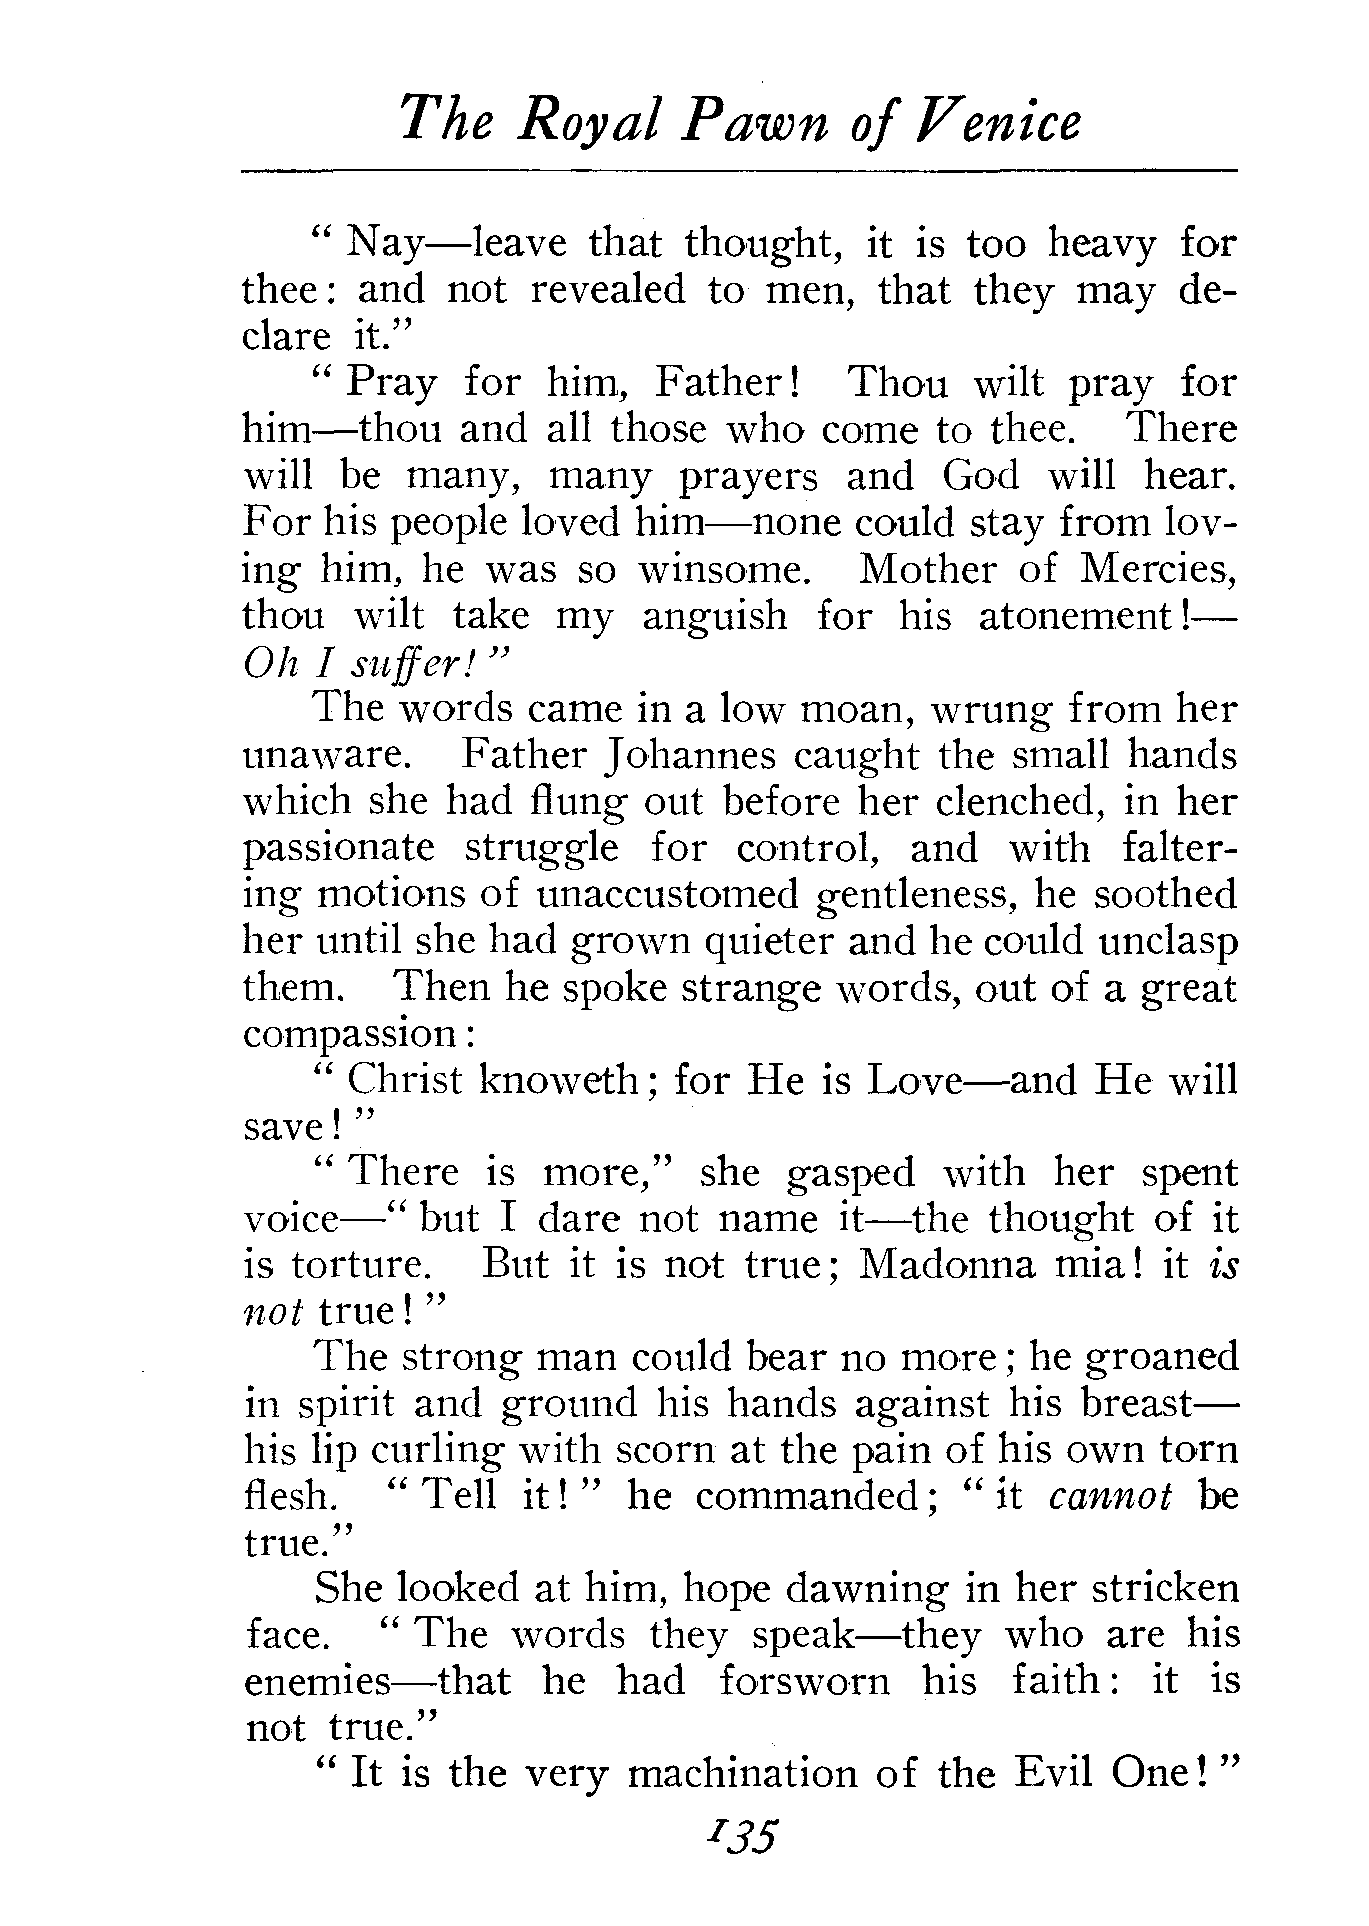 The Royal Pawn of Venice
“ Nay—leave that thought, it is too heavy for
thee: and not revealed to men, that they may de-
clare it.”
“ Pray for him, Father! Thou wilt pray for
him—thou and all those who come to thee. There
will be many, many prayers and God will hear.
For his people loved him—none could stay from lov-
ing him, he was so winsome. Mother of Mercies,
thou wilt take my anguish for his atonement!—
Oh I suffer! ”
The words came in a low moan, wrung from her
unaware. Father Johannes caught the small hands
which she had flung out before her clenched, in her
passionate struggle for control, and with falter-
ing motions of unaccustomed gentleness, he soothed
her until she had grown quieter and he could unclasp
them. Then he spoke strange words, out of a great
compassion:
“ Christ knoweth; for He is Love—and He will
save! ”
“ There is more,” she gasped with her spent
voice—“ but I dare not name it—the thought of it
is torture. But it is not true; Madonna mia! it is
not true! ”
The strong man could bear no more; he groaned
in spirit and ground his hands against his breast—
his lip curling with scorn at the pain of his own torn
flesh. “ Tell it! ” he commanded; “ it cannot be
true.”
She looked at him, hope dawning in her stricken
face. “ The words they speak—they who are his
enemies—that he had forsworn his faith: it is
not true.”
“ It is the very machination of the Evil One! ”
135